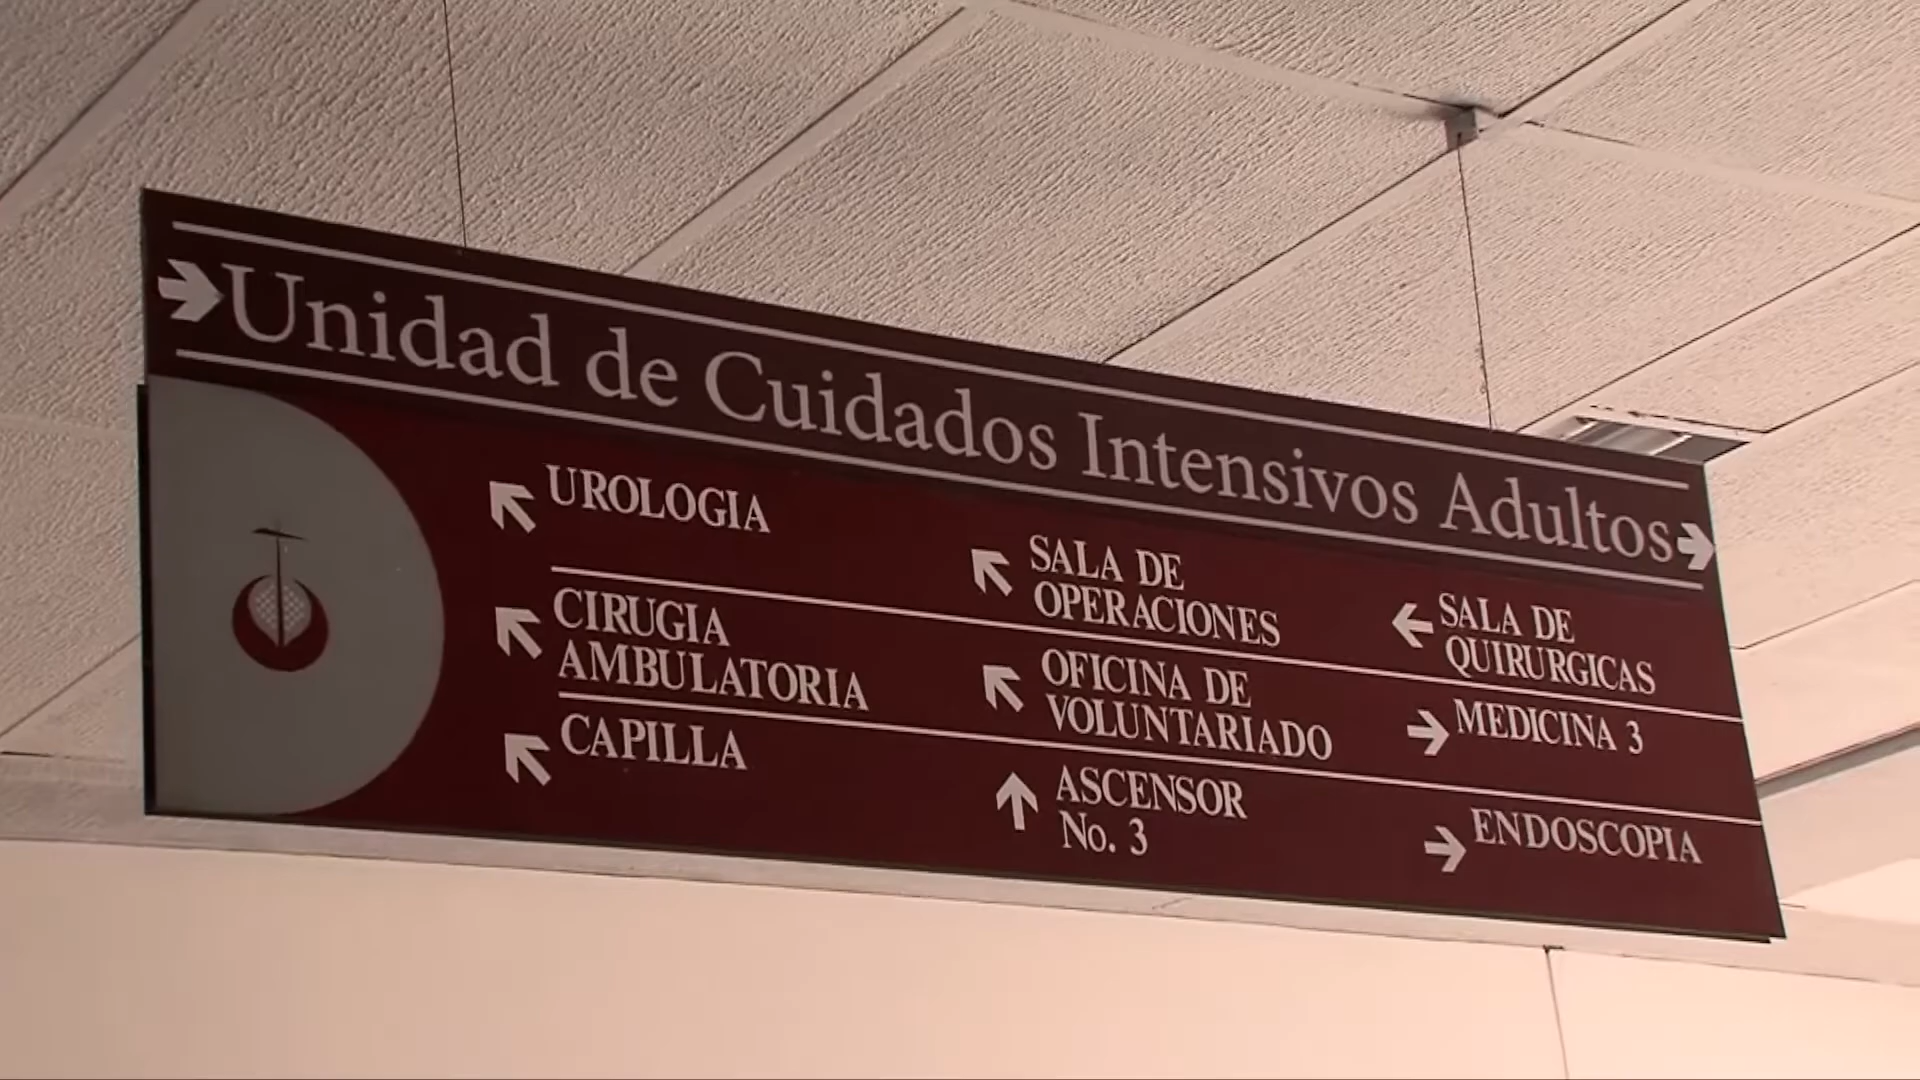 Unidad de Cuidados Intensivos Adultos
UROLOGIA
CIRUGIA
AMBULATORIA
CAPILLA
SALA DE
OPERACIONES
OFICINA DE
VOLUNTARIADO
ASCENSOR
No. 3
SALA DE
QUIRURGICAS
MEDICINA 3
ENDOSCOPIA